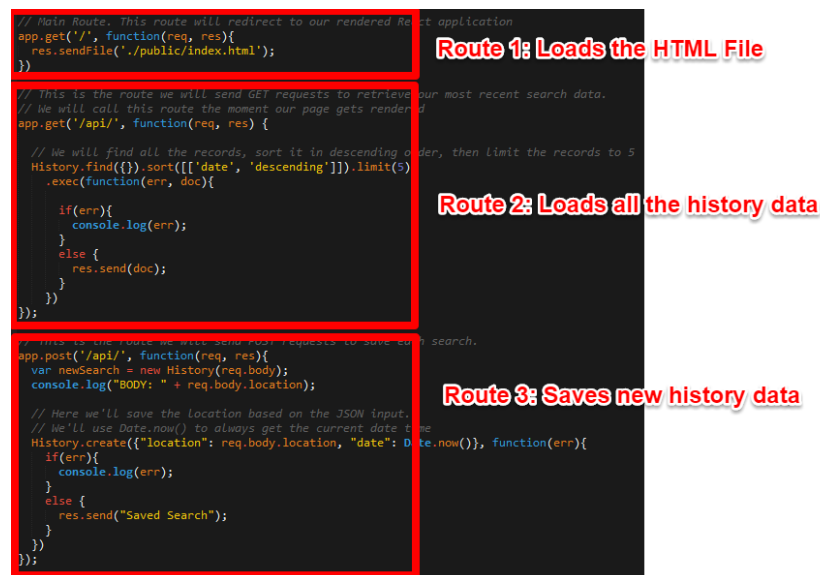 // Main Route. This route will redirect to our rendered React application
app.get('/', function(req, res){
  res.sendFile('./public/index.html');
})
Route 1: Loads the HTML File
// This is the route we will send GET requests to retrieve our most recent search data.
// We will call this route the moment our page gets rendered
app.get('/api/', function(req, res) {
  // We will find all the records, sort it in descending order, then limit the records to 5
  History.find({}).sort([['date', 'descending']]).limit(5)
    .exec(function(err, doc){
      if(err){
        console.log(err);
      }
      else {
        res.send(doc);
      }
    })
});
Route 2: Loads all the history data
// This is the route we will send POST requests to save each search.
app.post('/api/', function(req, res){
  var newSearch = new History(req.body);
  console.log("BODY: " + req.body.location);
  // Here we'll save the location based on the JSON input.
  // We'll use Date.now() to always get the current date time
  History.create({"location": req.body.location, "date": Date.now()}, function(err){
    if(err){
      console.log(err);
    }
    else {
      res.send("Saved Search");
    }
  })
});
Route 3: Saves new history data